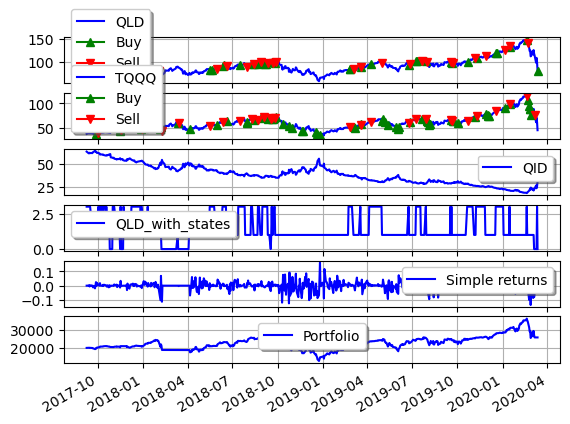 QLD
Buy
Sell
150
100
TQQQ
Buy
Sell
100
50
QID
50
25
QLD_with_states
2.5
0.0
Simple returns
0.1
0.0
−0.1
Portfolio
30000
20000
2017-10 2018-01 2018-04 2018-07 2018-10 2019-01 2019-04 2019-07 2019-10 2020-01 2020-04